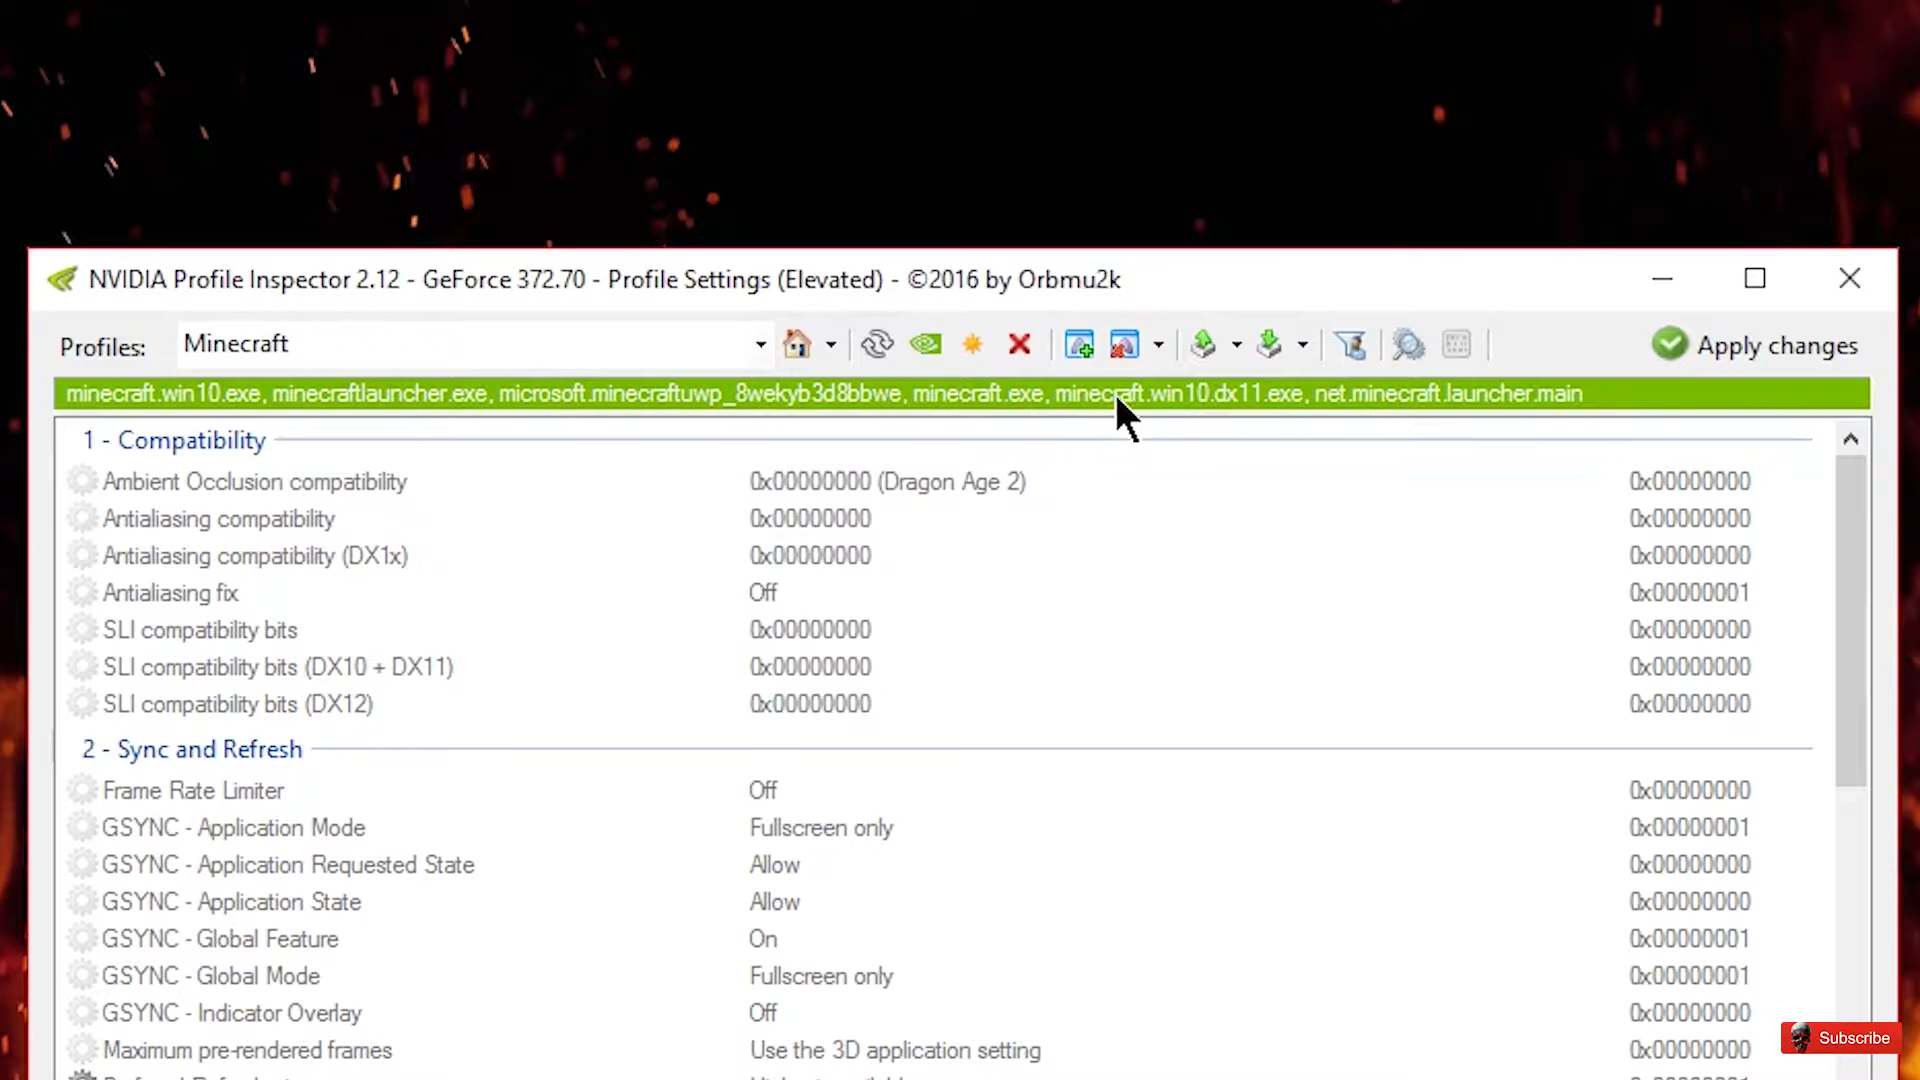 NVIDIA Profile Inspector 2.12 - GeForce 372.70 - Profile Settings (Elevated) - ©2016 by Orbmu2k
Profiles: Minecraft Apply changes
minecraft.win10.exe, minecraftlauncher.exe, microsoft.minecraftuwp_8wekyb3d8bbwe, minecraft.exe, minecraft.win10.dx11.exe, net.minecraft.launcher.main
1 - Compatibility
Ambient Occlusion compatibility 0x00000000 (Dragon Age 2) 0x00000000
Antialiasing compatibility 0x00000000 0x00000000
Antialiasing compatibility (DX1x) 0x00000000 0x00000000
Antialiasing fix Off 0x00000001
SLI compatibility bits 0x00000000 0x00000000
SLI compatibility bits (DX10 + DX11) 0x00000000 0x00000000
SLI compatibility bits (DX12) 0x00000000 0x00000000
2 - Sync and Refresh
Frame Rate Limiter Off 0x00000000
GSYNC - Application Mode Fullscreen only 0x00000001
GSYNC - Application Requested State Allow 0x00000000
GSYNC - Application State Allow 0x00000000
GSYNC - Global Feature On 0x00000001
GSYNC - Global Mode Fullscreen only 0x00000001
GSYNC - Indicator Overlay Off 0x00000000
Maximum pre-rendered frames Use the 3D application setting 0x00000000
Subscribe